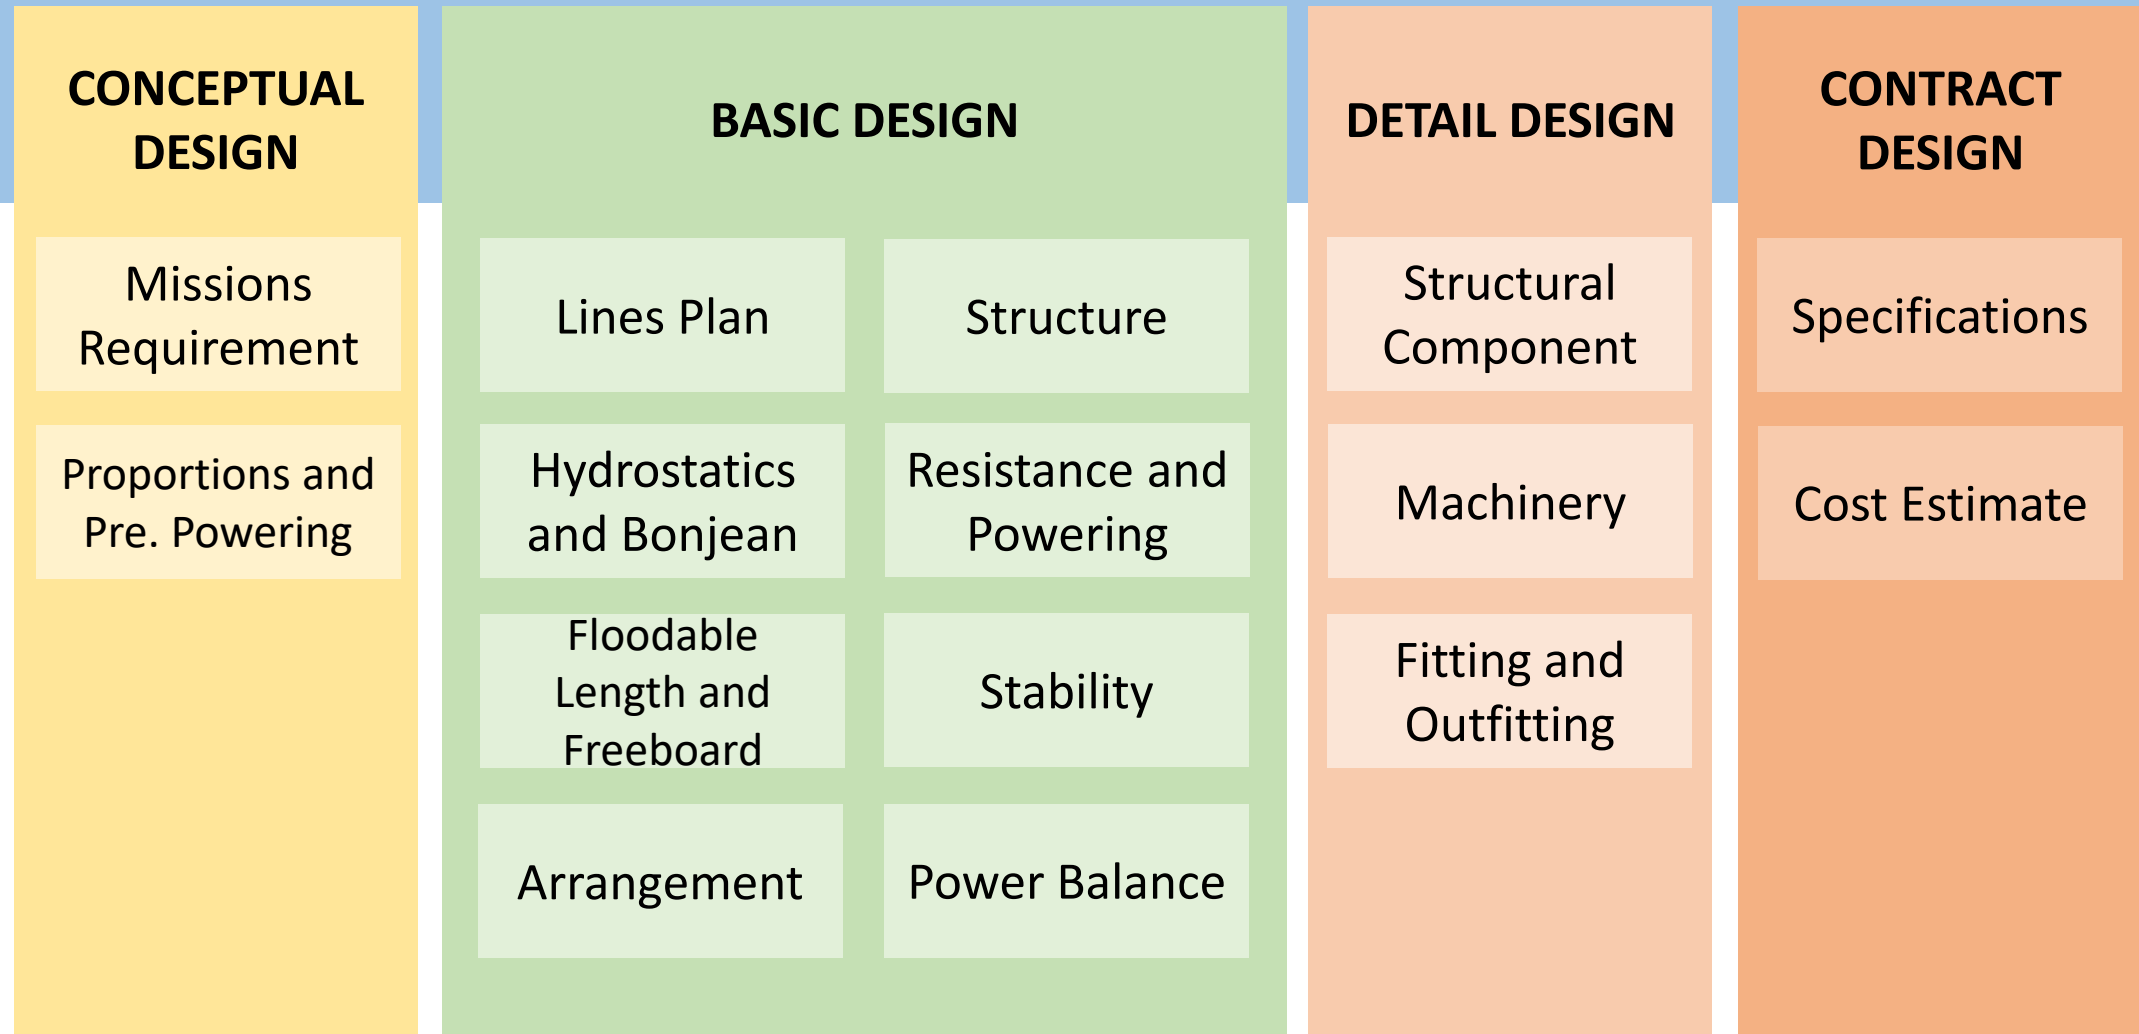 CONCEPTUAL
DESIGN
Missions
Requirement
Proportions and
Pre. Powering
BASIC DESIGN
Lines Plan
Structure
Hydrostatics
and Bonjean
Resistance and
Powering
Floodable
Length and
Freeboard
Stability
Arrangement
Power Balance
DETAIL DESIGN
Structural
Component
Machinery
Fitting and
Outfitting
CONTRACT
DESIGN
Specifications
Cost Estimate